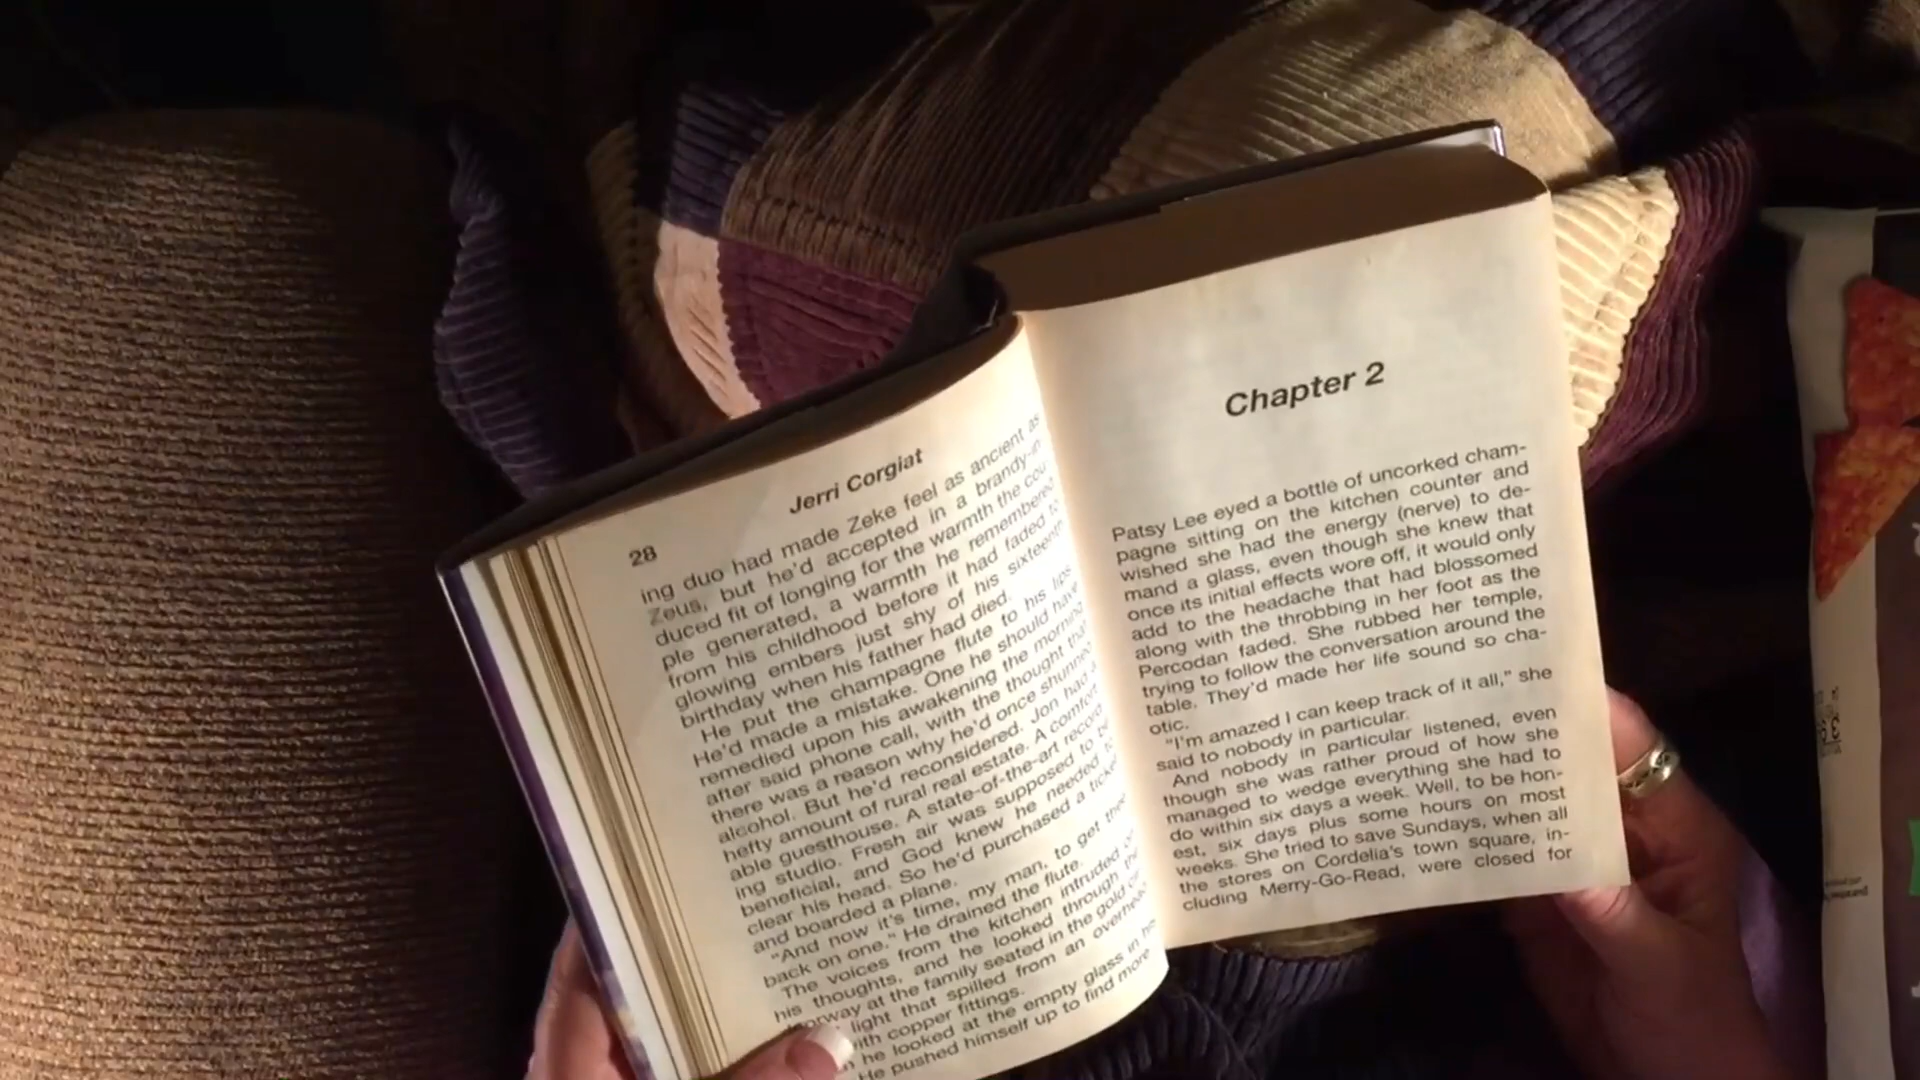 28
Jerri Corgiat
ing duo had made Zeke feel as ancient as
Zeus, but he'd accepted in a brandy-in-
duced fit of longing for the warmth the cou-
ple generated, a warmth he remembered
from his childhood before it had faded to
glowing embers just shy of his sixteenth
birthday when his father had died.
He put the champagne flute to his lips.
He'd made a mistake. One he should have
remedied upon his awakening the morning
after said phone call, with the thought that
there was a reason why he'd once shunned
alcohol. But he'd reconsidered. Jon had a
hefty amount of rural real estate. A comfort-
able guesthouse. A state-of-the-art record-
ing studio. Fresh air was supposed to be
beneficial, and God knew he needed to
clear his head. So he'd purchased a ticket
and boarded a plane.
"And now it's time, my man, to get
back on one." He drained the flute.
The voices from the kitchen intruded on
his thoughts, and he looked through the
doorway at the family seated in the gold
light that spilled from an overhead
with copper fittings.
he looked at the empty glass in his
He pushed himself up to find more
Chapter 2
Patsy Lee eyed a bottle of uncorked cham-
pagne sitting on the kitchen counter and
wished she had the energy (nerve) to de-
mand a glass, even though she knew that
once its initial effects wore off, it would only
add to the headache that had blossomed
along with the throbbing in her foot as the
Percodan faded. She rubbed her temple,
trying to follow the conversation around the
table. They'd made her life sound so cha-
otic.
"I'm amazed I can keep track of it all," she
said to nobody in particular.
And nobody in particular listened, even
though she was rather proud of how she
managed to wedge everything she had to
do within six days a week. Well, to be hon-
est, six days plus some hours on most
weeks. She tried to save Sundays, when all
the stores on Cordelia's town square, in-
cluding Merry-Go-Read, were closed for